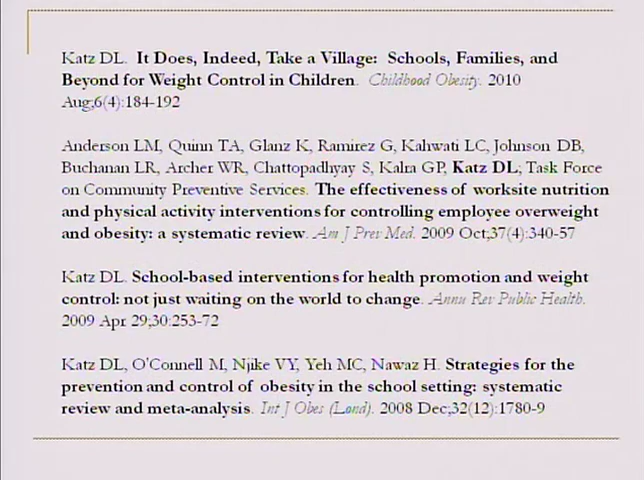 Katz DL. It Does, Indeed, Take a Village: Schools, Families, and
Beyond for Weight Control in Children. Childhood Obesity. 2010
Aug;6(4):184-192
Anderson LM, Quinn TA, Glanz K, Ramirez G, Kahwati LC, Johnson DB,
Buchanan LR, Archer WR, Chattopadhyay S, Kalra GP, Katz DL; Task Force
on Community Preventive Services. The effectiveness of worksite nutrition
and physical activity interventions for controlling employee overweight
and obesity: a systematic review. Am J Prev Med. 2009 Oct;37(4):340-57
Katz DL. School-based interventions for health promotion and weight
control: not just waiting on the world to change. Annu Rev Public Health.
2009 Apr 29;30:253-72
Katz DL, O'Connell M, Njike VY, Yeh MC, Nawaz H. Strategies for the
prevention and control of obesity in the school setting: systematic
review and meta-analysis. Int J Obes (Lond). 2008 Dec;32(12):1780-9